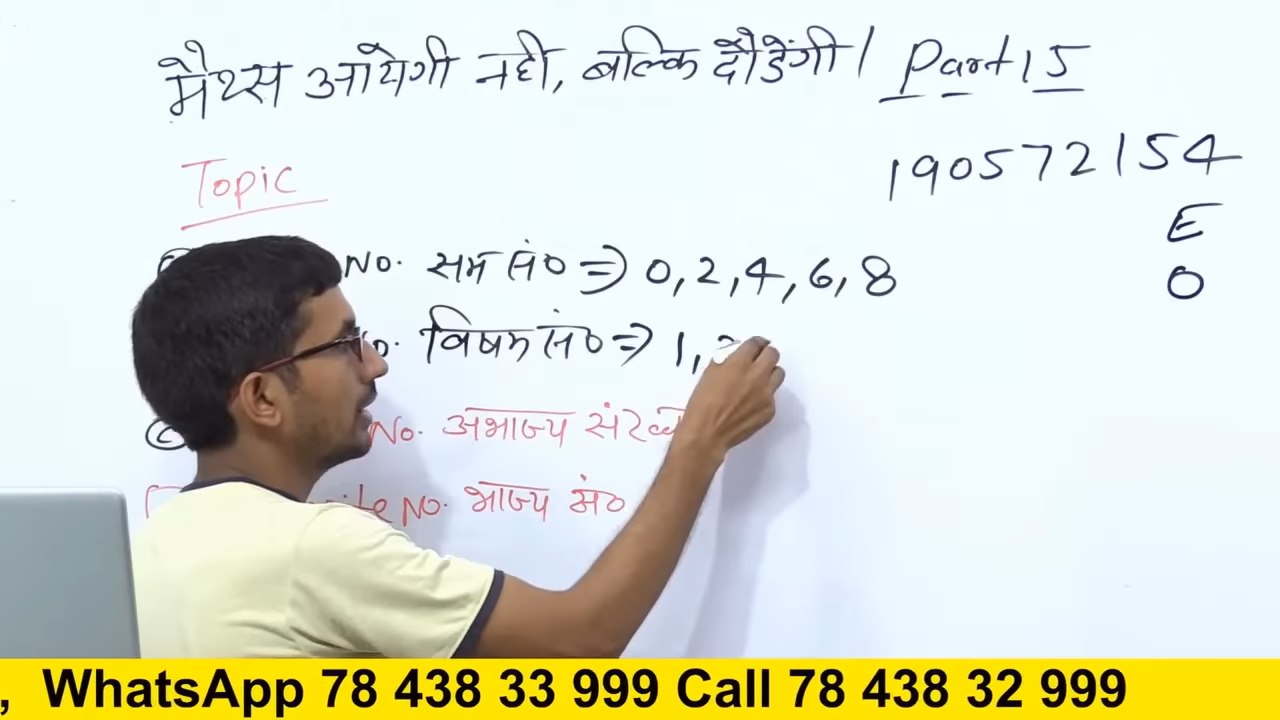 मैथ्स आयेगी नही, बल्कि दौडेंगी। Part 15
190572154
Topic
E
No. सम सं० => 0, 2, 4, 6, 8
O
No. विषम सं० => 1,
No. अभाज्य संख्या
No. भाज्य सं०
, WhatsApp 78 438 33 999 Call 78 438 32 999